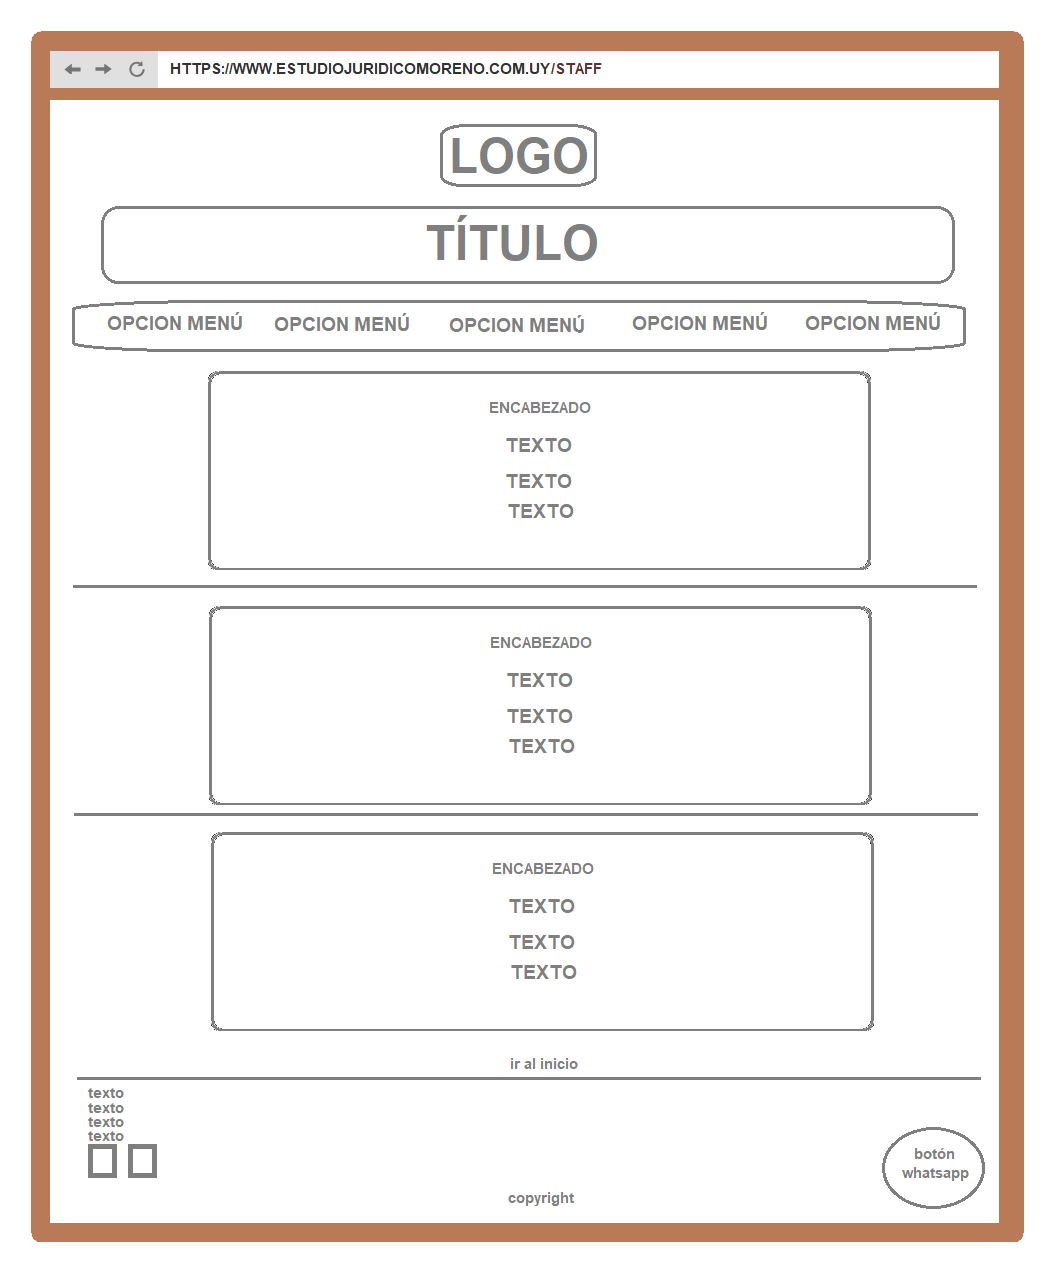 HTTPS://WWW.ESTUDIOJURIDICOMORENO.COM.UY/STAFF
LOGO
TÍTULO
OPCION MENÚ OPCION MENÚ OPCION MENÚ OPCION MENÚ OPCION MENÚ
ENCABEZADO
TEXTO
TEXTO
TEXTO
ENCABEZADO
TEXTO
TEXTO
TEXTO
ENCABEZADO
TEXTO
TEXTO
TEXTO
ir al inicio
texto
texto
texto
texto
botón
whatsapp
copyright